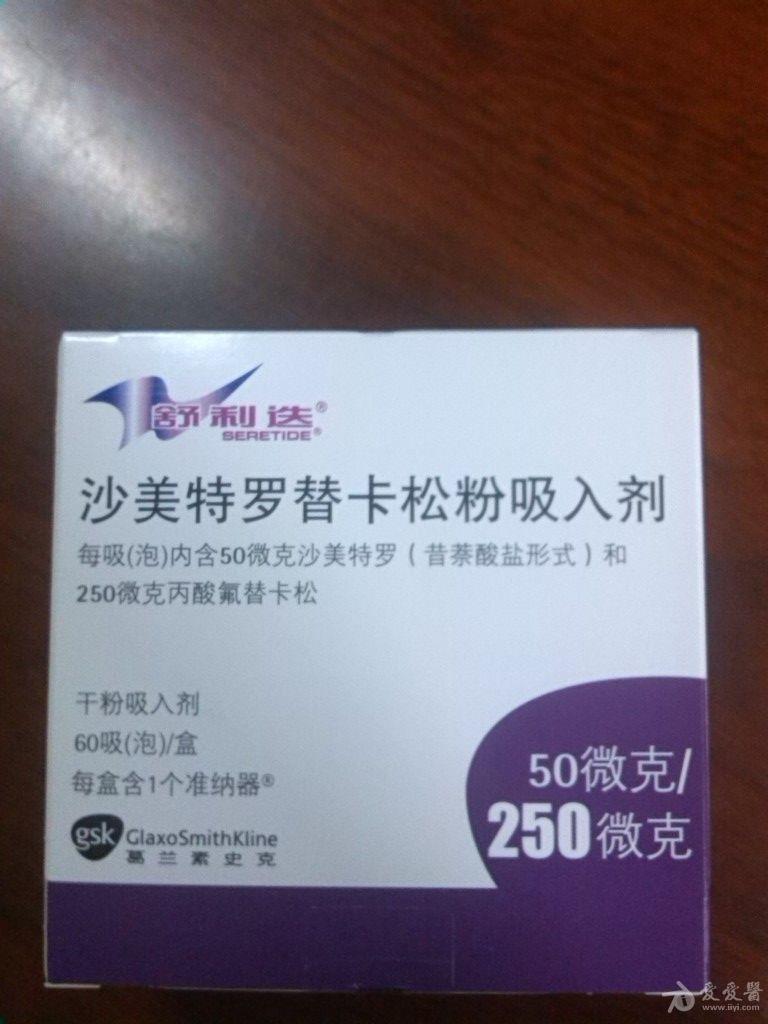 舒利迭®
SERETIDE®
沙美特罗替卡松粉吸入剂
每吸(泡)内含50微克沙美特罗（昔萘酸盐形式）和
250微克丙酸氟替卡松
干粉吸入剂
60吸(泡)/盒
每盒含1个准纳器®
50微克/
250微克
gsk GlaxoSmithKline
葛兰素史克
爱爱醫
www.iiyi.com